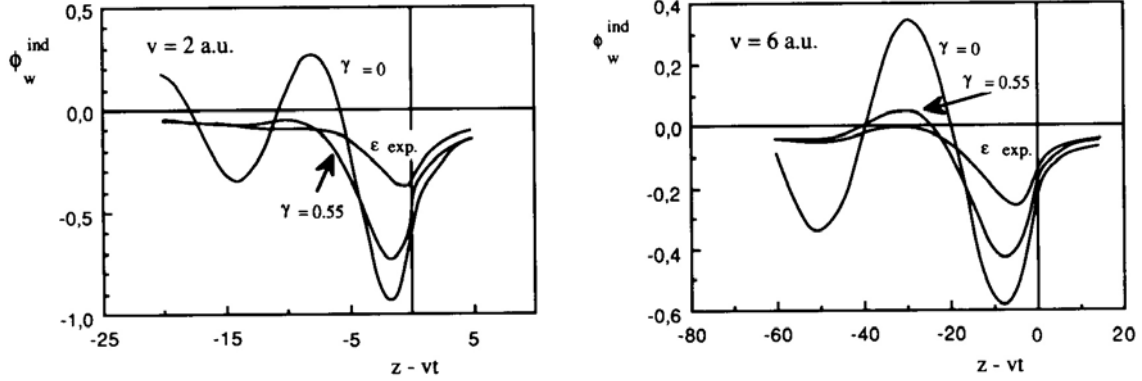 0,5
v = 2 a.u.
ϕ w ind
γ = 0
0,0
ε exp.
-0,5
γ = 0.55
-1,0
-25 -15 -5 5
z - vt
0,4
v = 6 a.u.
ϕ w ind
γ = 0
0,2
γ = 0.55
0,0
ε exp.
-0,2
-0,4
-0,6
-80 -60 -40 -20 0 20
z - vt